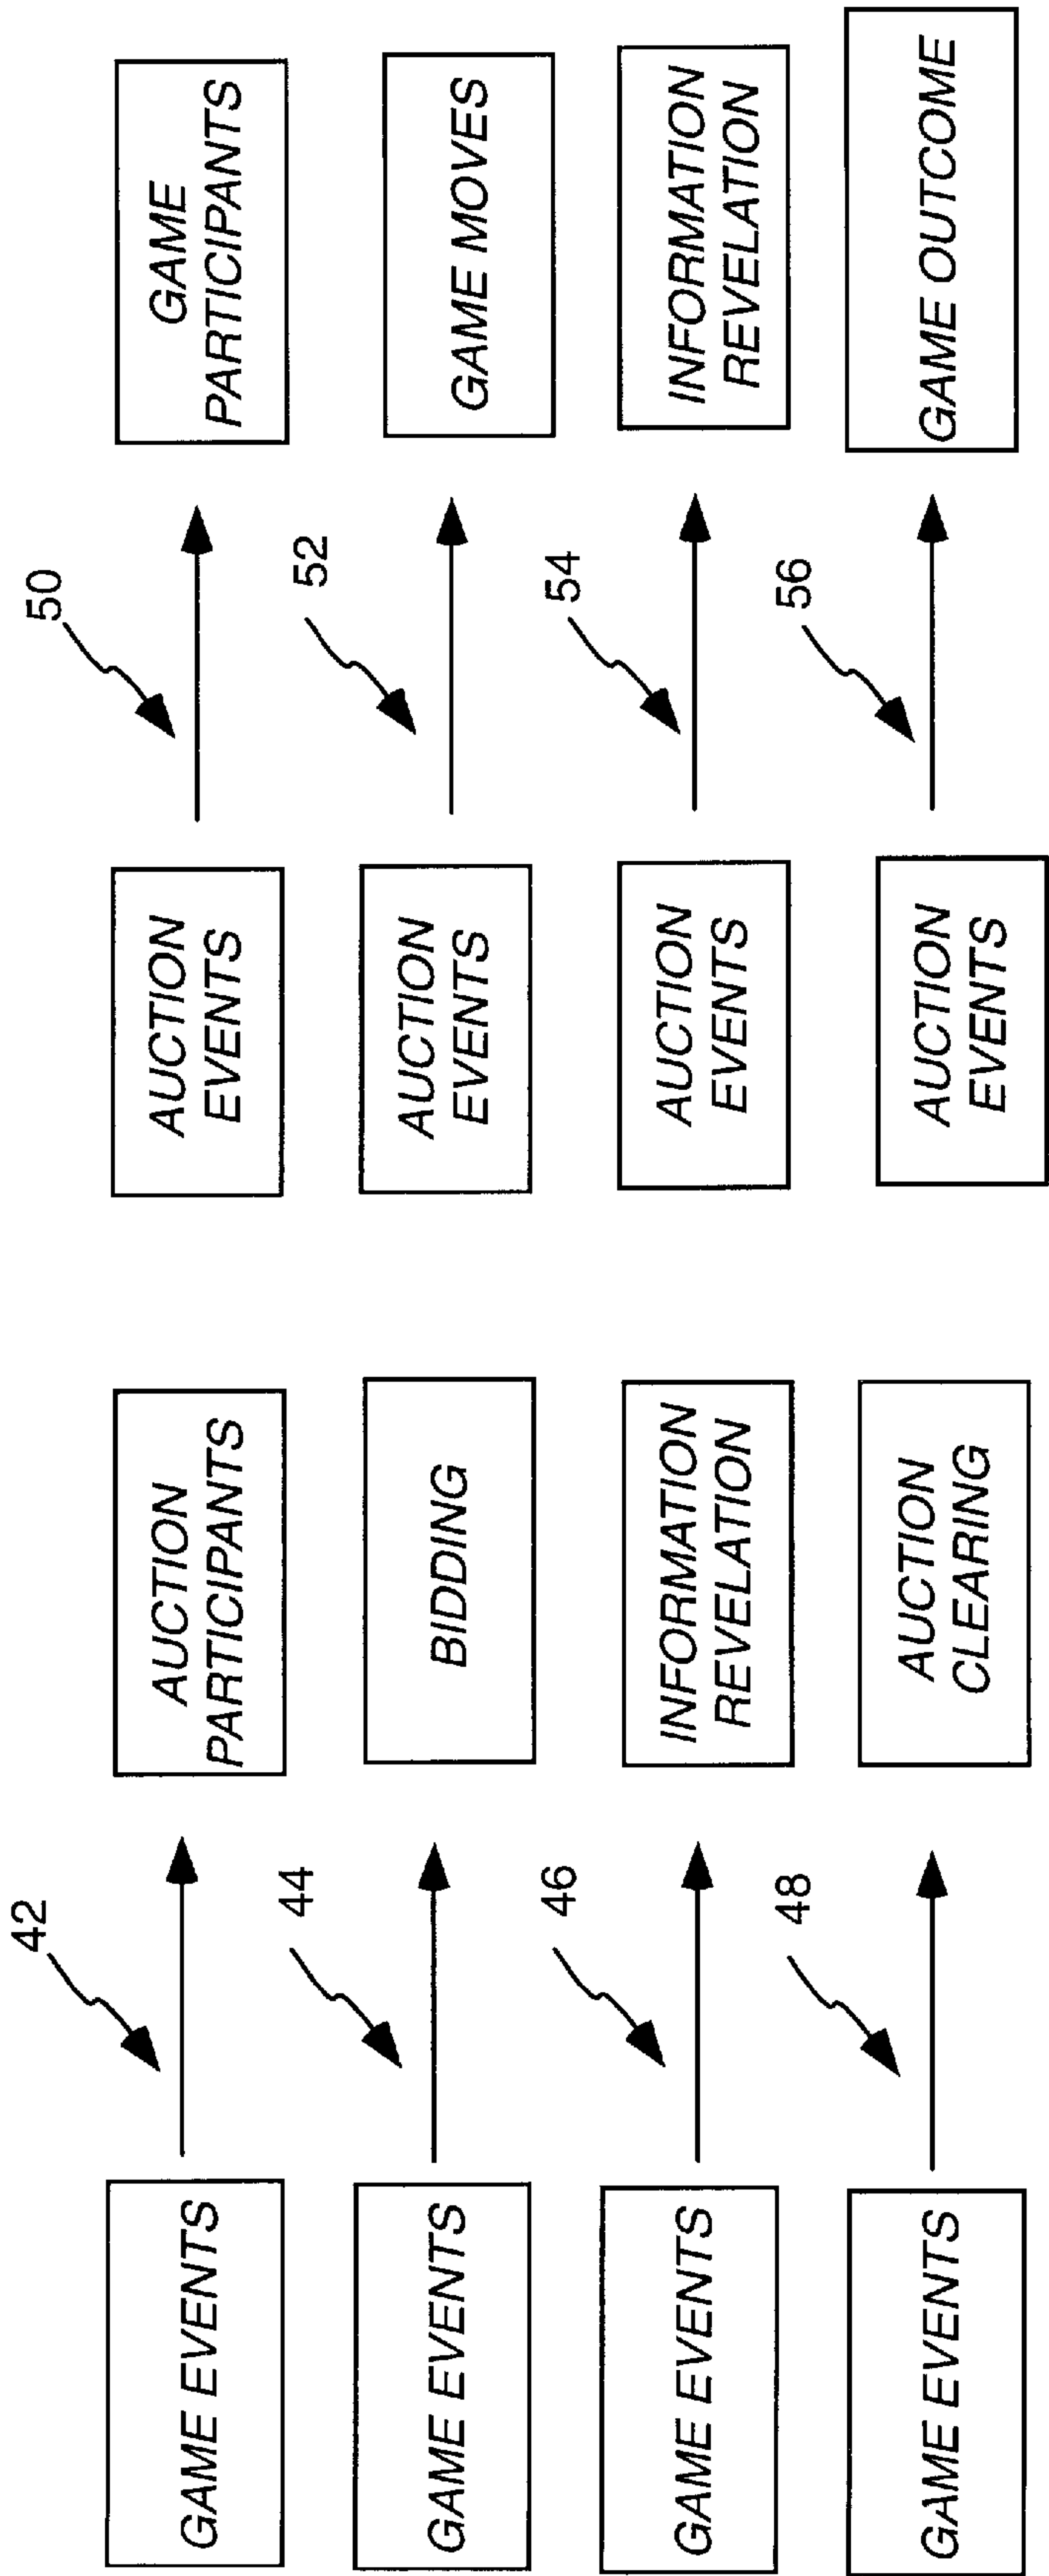 42
GAME EVENTS
AUCTION
PARTICIPANTS
50
AUCTION
EVENTS
GAME
PARTICIPANTS
44
GAME EVENTS
BIDDING
52
AUCTION
EVENTS
GAME MOVES
46
GAME EVENTS
INFORMATION
REVELATION
54
AUCTION
EVENTS
INFORMATION
REVELATION
48
GAME EVENTS
AUCTION
CLEARING
56
AUCTION
EVENTS
GAME OUTCOME